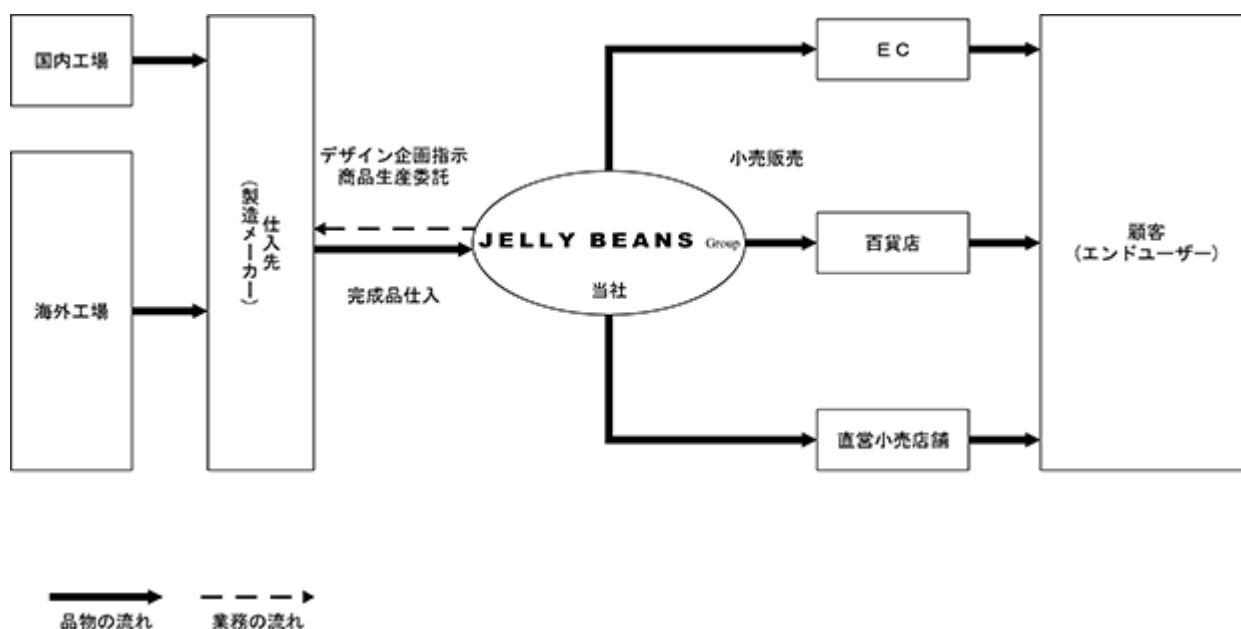 国内工場
海外工場
仕入先
(製造メーカー)
デザイン企画指示
商品生産委託
完成品仕入
JELLY BEANS Group
当社
小売販売
EC
百貨店
直営小売店舗
顧客
(エンドユーザー)
品物の流れ
業務の流れ